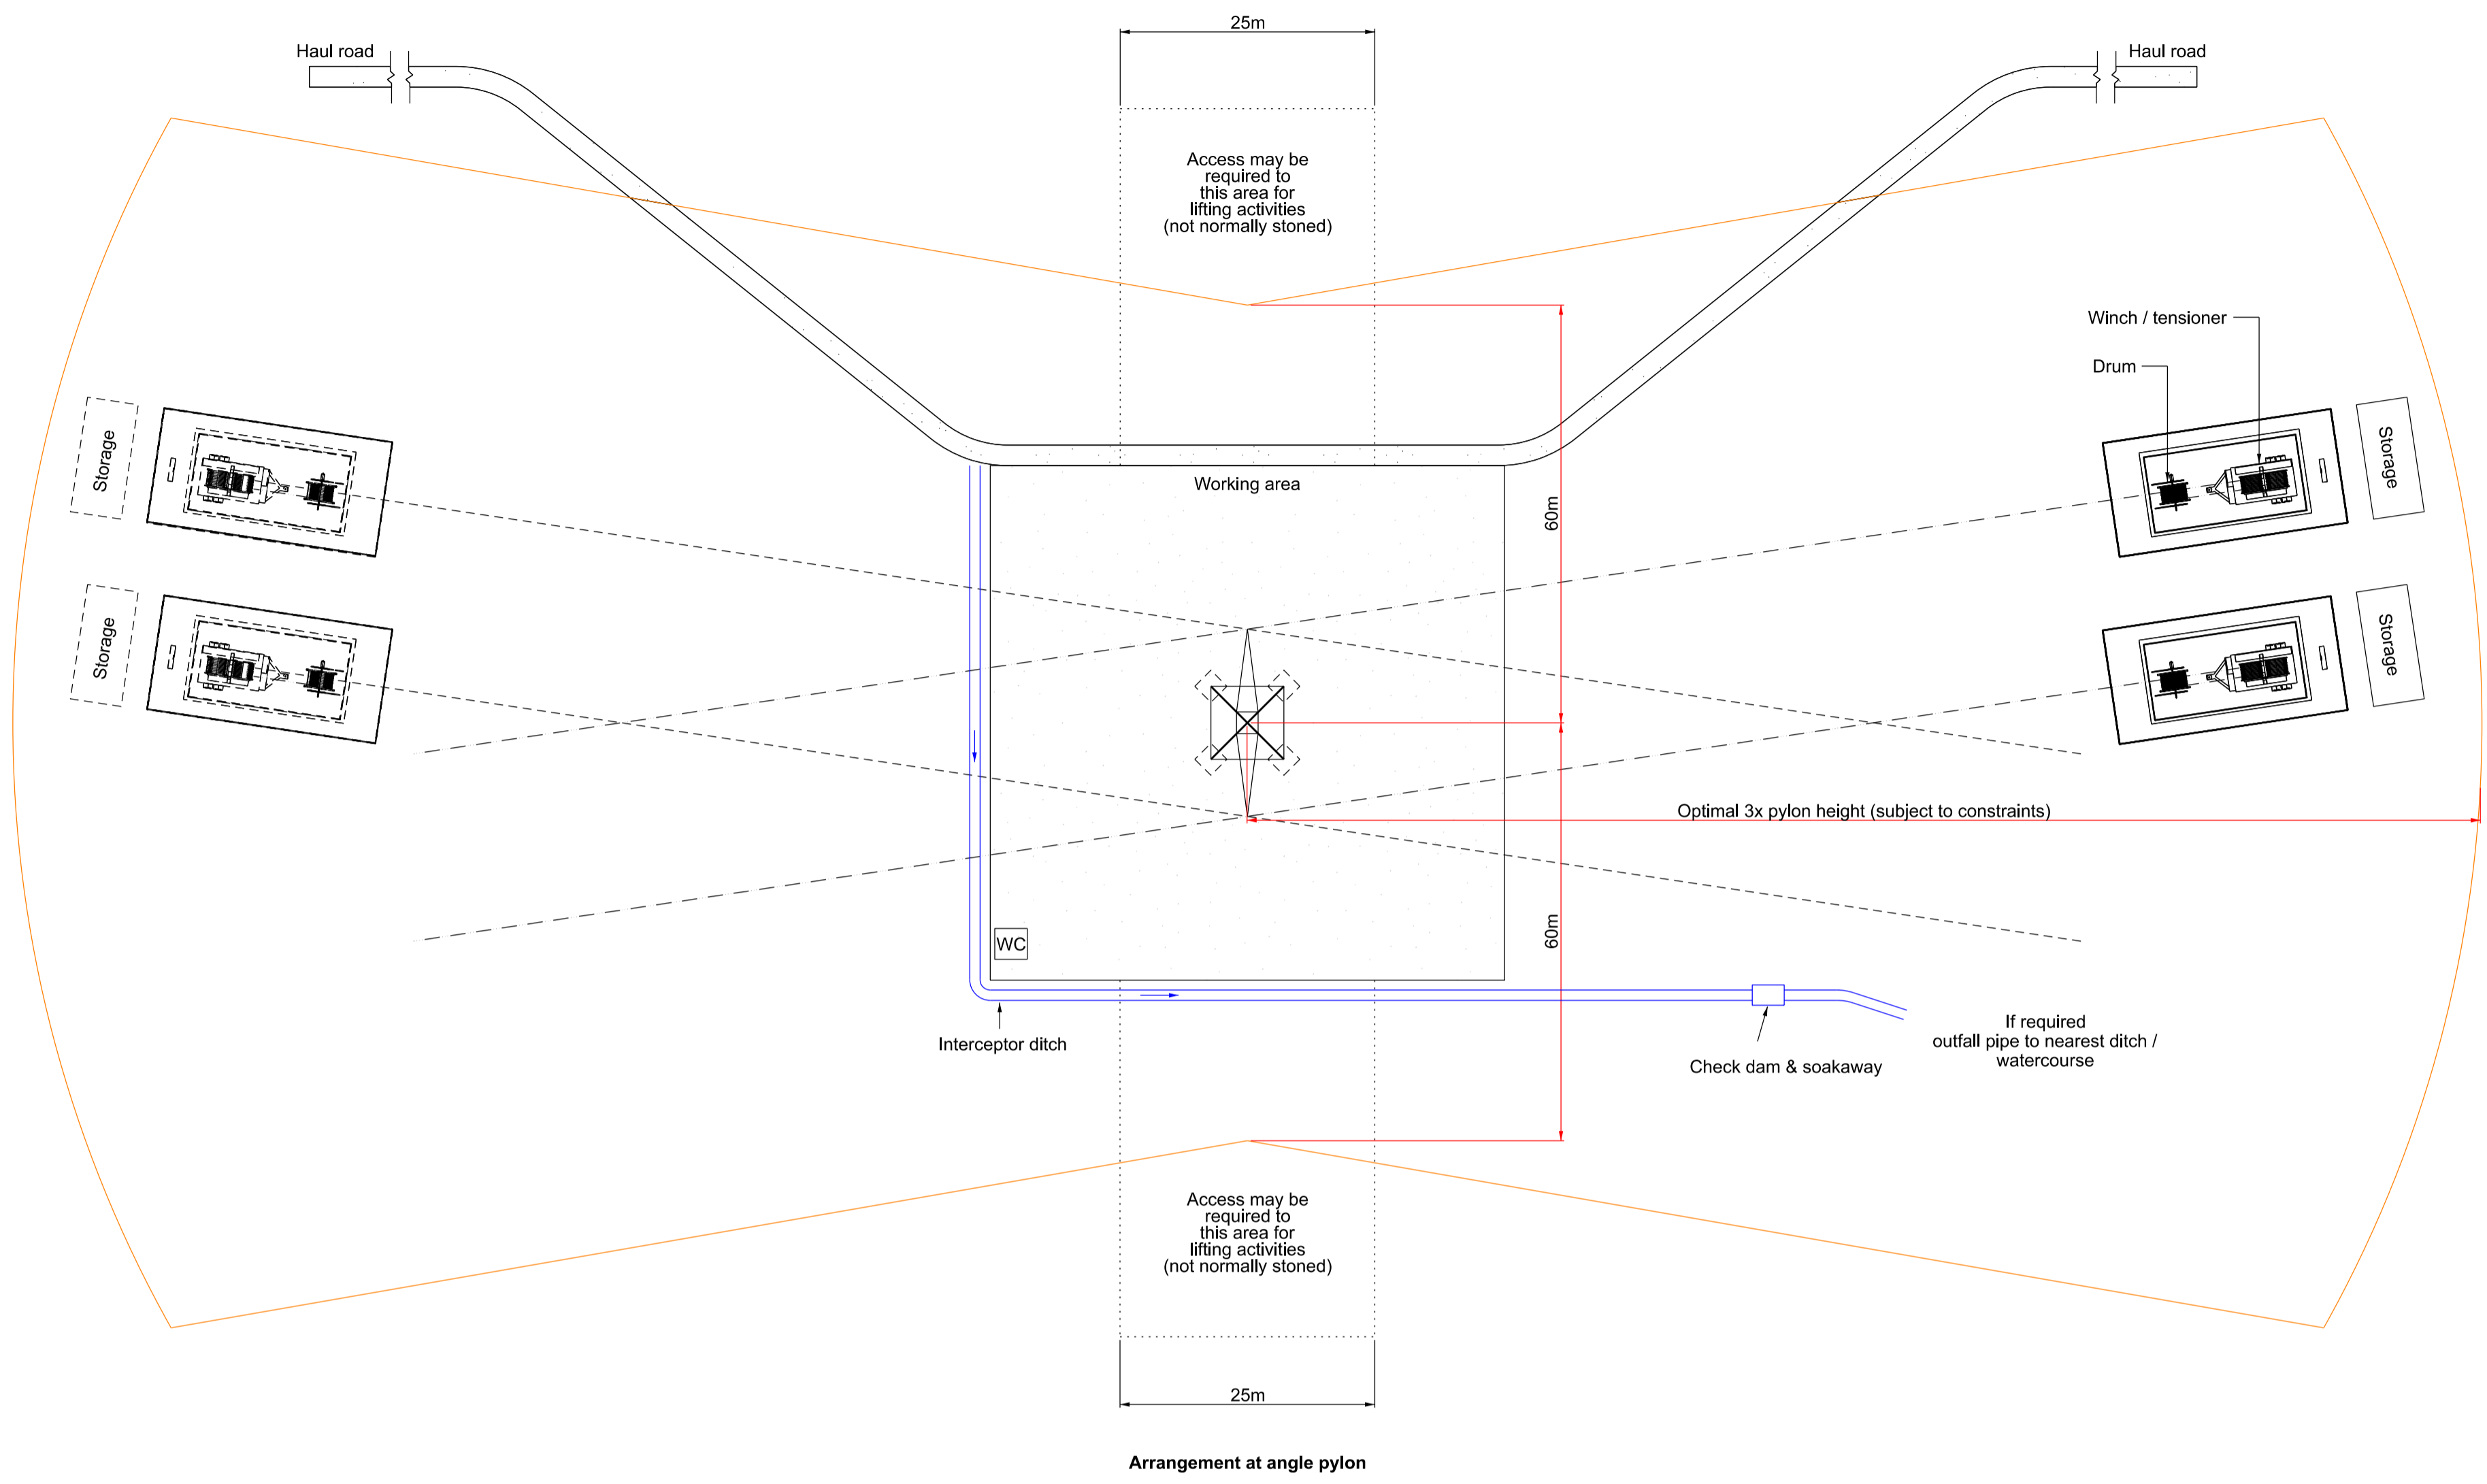 25m
Haul road
Haul road
Access may be
required to
this area for
lifting activities
(not normally stoned)
Winch / tensioner
Drum
Storage
Storage
Working area
60m
Storage
Storage
Optimal 3x pylon height (subject to constraints)
60m
WC
Interceptor ditch
If required
outfall pipe to nearest ditch /
watercourse
Check dam & soakaway
Access may be
required to
this area for
lifting activities
(not normally stoned)
25m
Arrangement at angle pylon